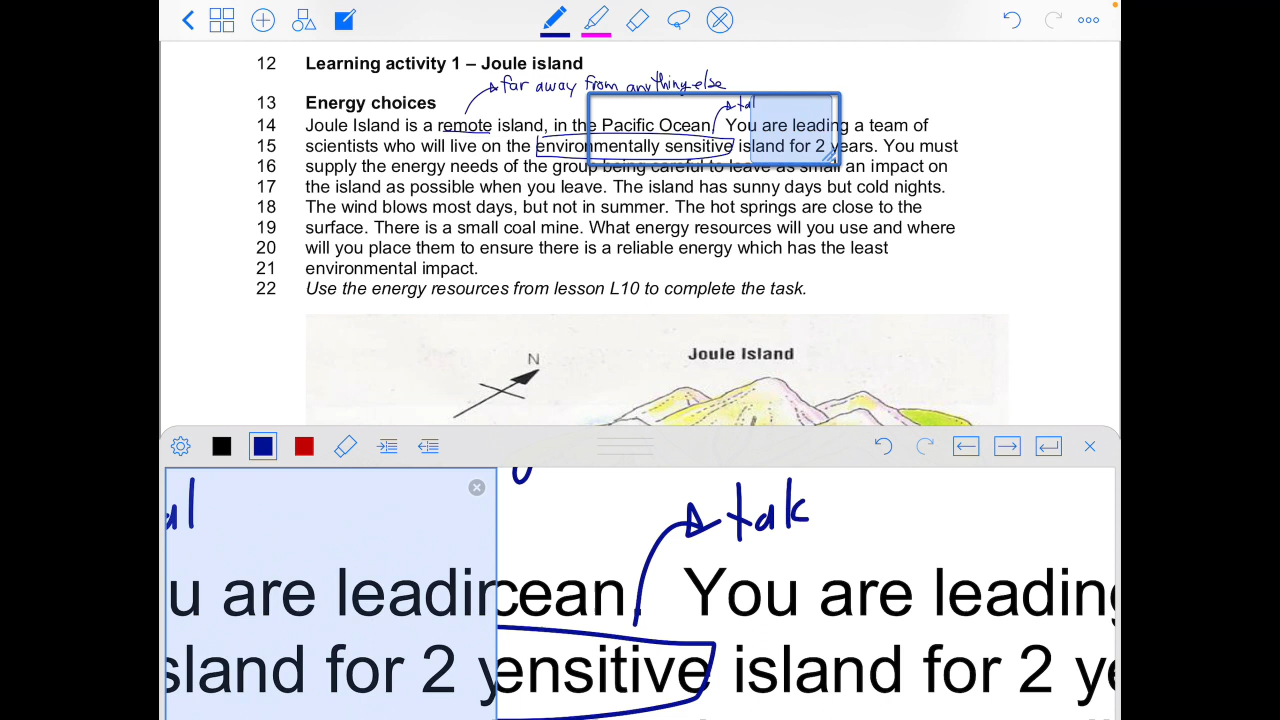 12 Learning activity 1 – Joule island
far away from anything else
13 Energy choices
tal
14 Joule Island is a remote island, in the Pacific Ocean. You are leading a team of
15 scientists who will live on the environmentally sensitive island for 2 years. You must
16 supply the energy needs of the group being careful to leave as small an impact on
17 the island as possible when you leave. The island has sunny days but cold nights.
18 The wind blows most days, but not in summer. The hot springs are close to the
19 surface. There is a small coal mine. What energy resources will you use and where
20 will you place them to ensure there is a reliable energy which has the least
21 environmental impact.
22 Use the energy resources from lesson L10 to complete the task.
N
Joule Island
al
tak
u are leadin
cean. You are leading
sland for 2 y
ensitive island for 2 ye